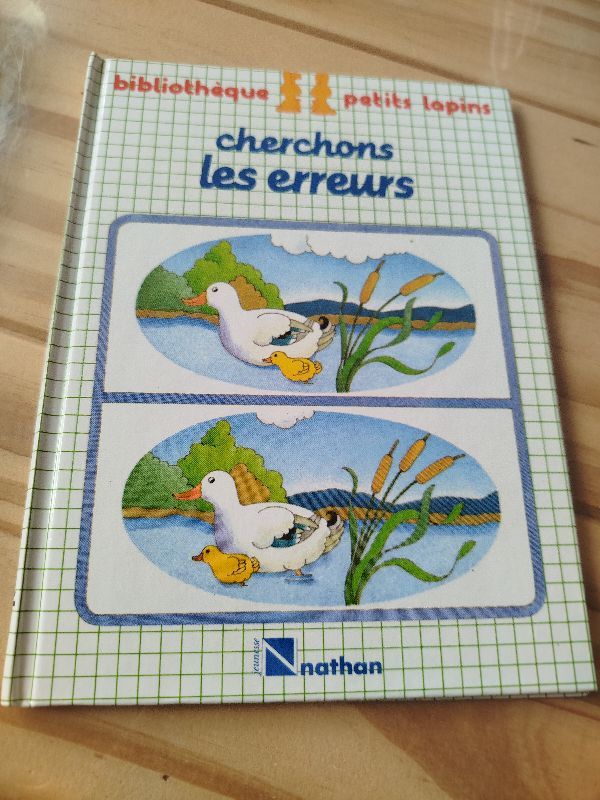 bibliothèque petits lapins
cherchons
les erreurs
jeunesse
nathan